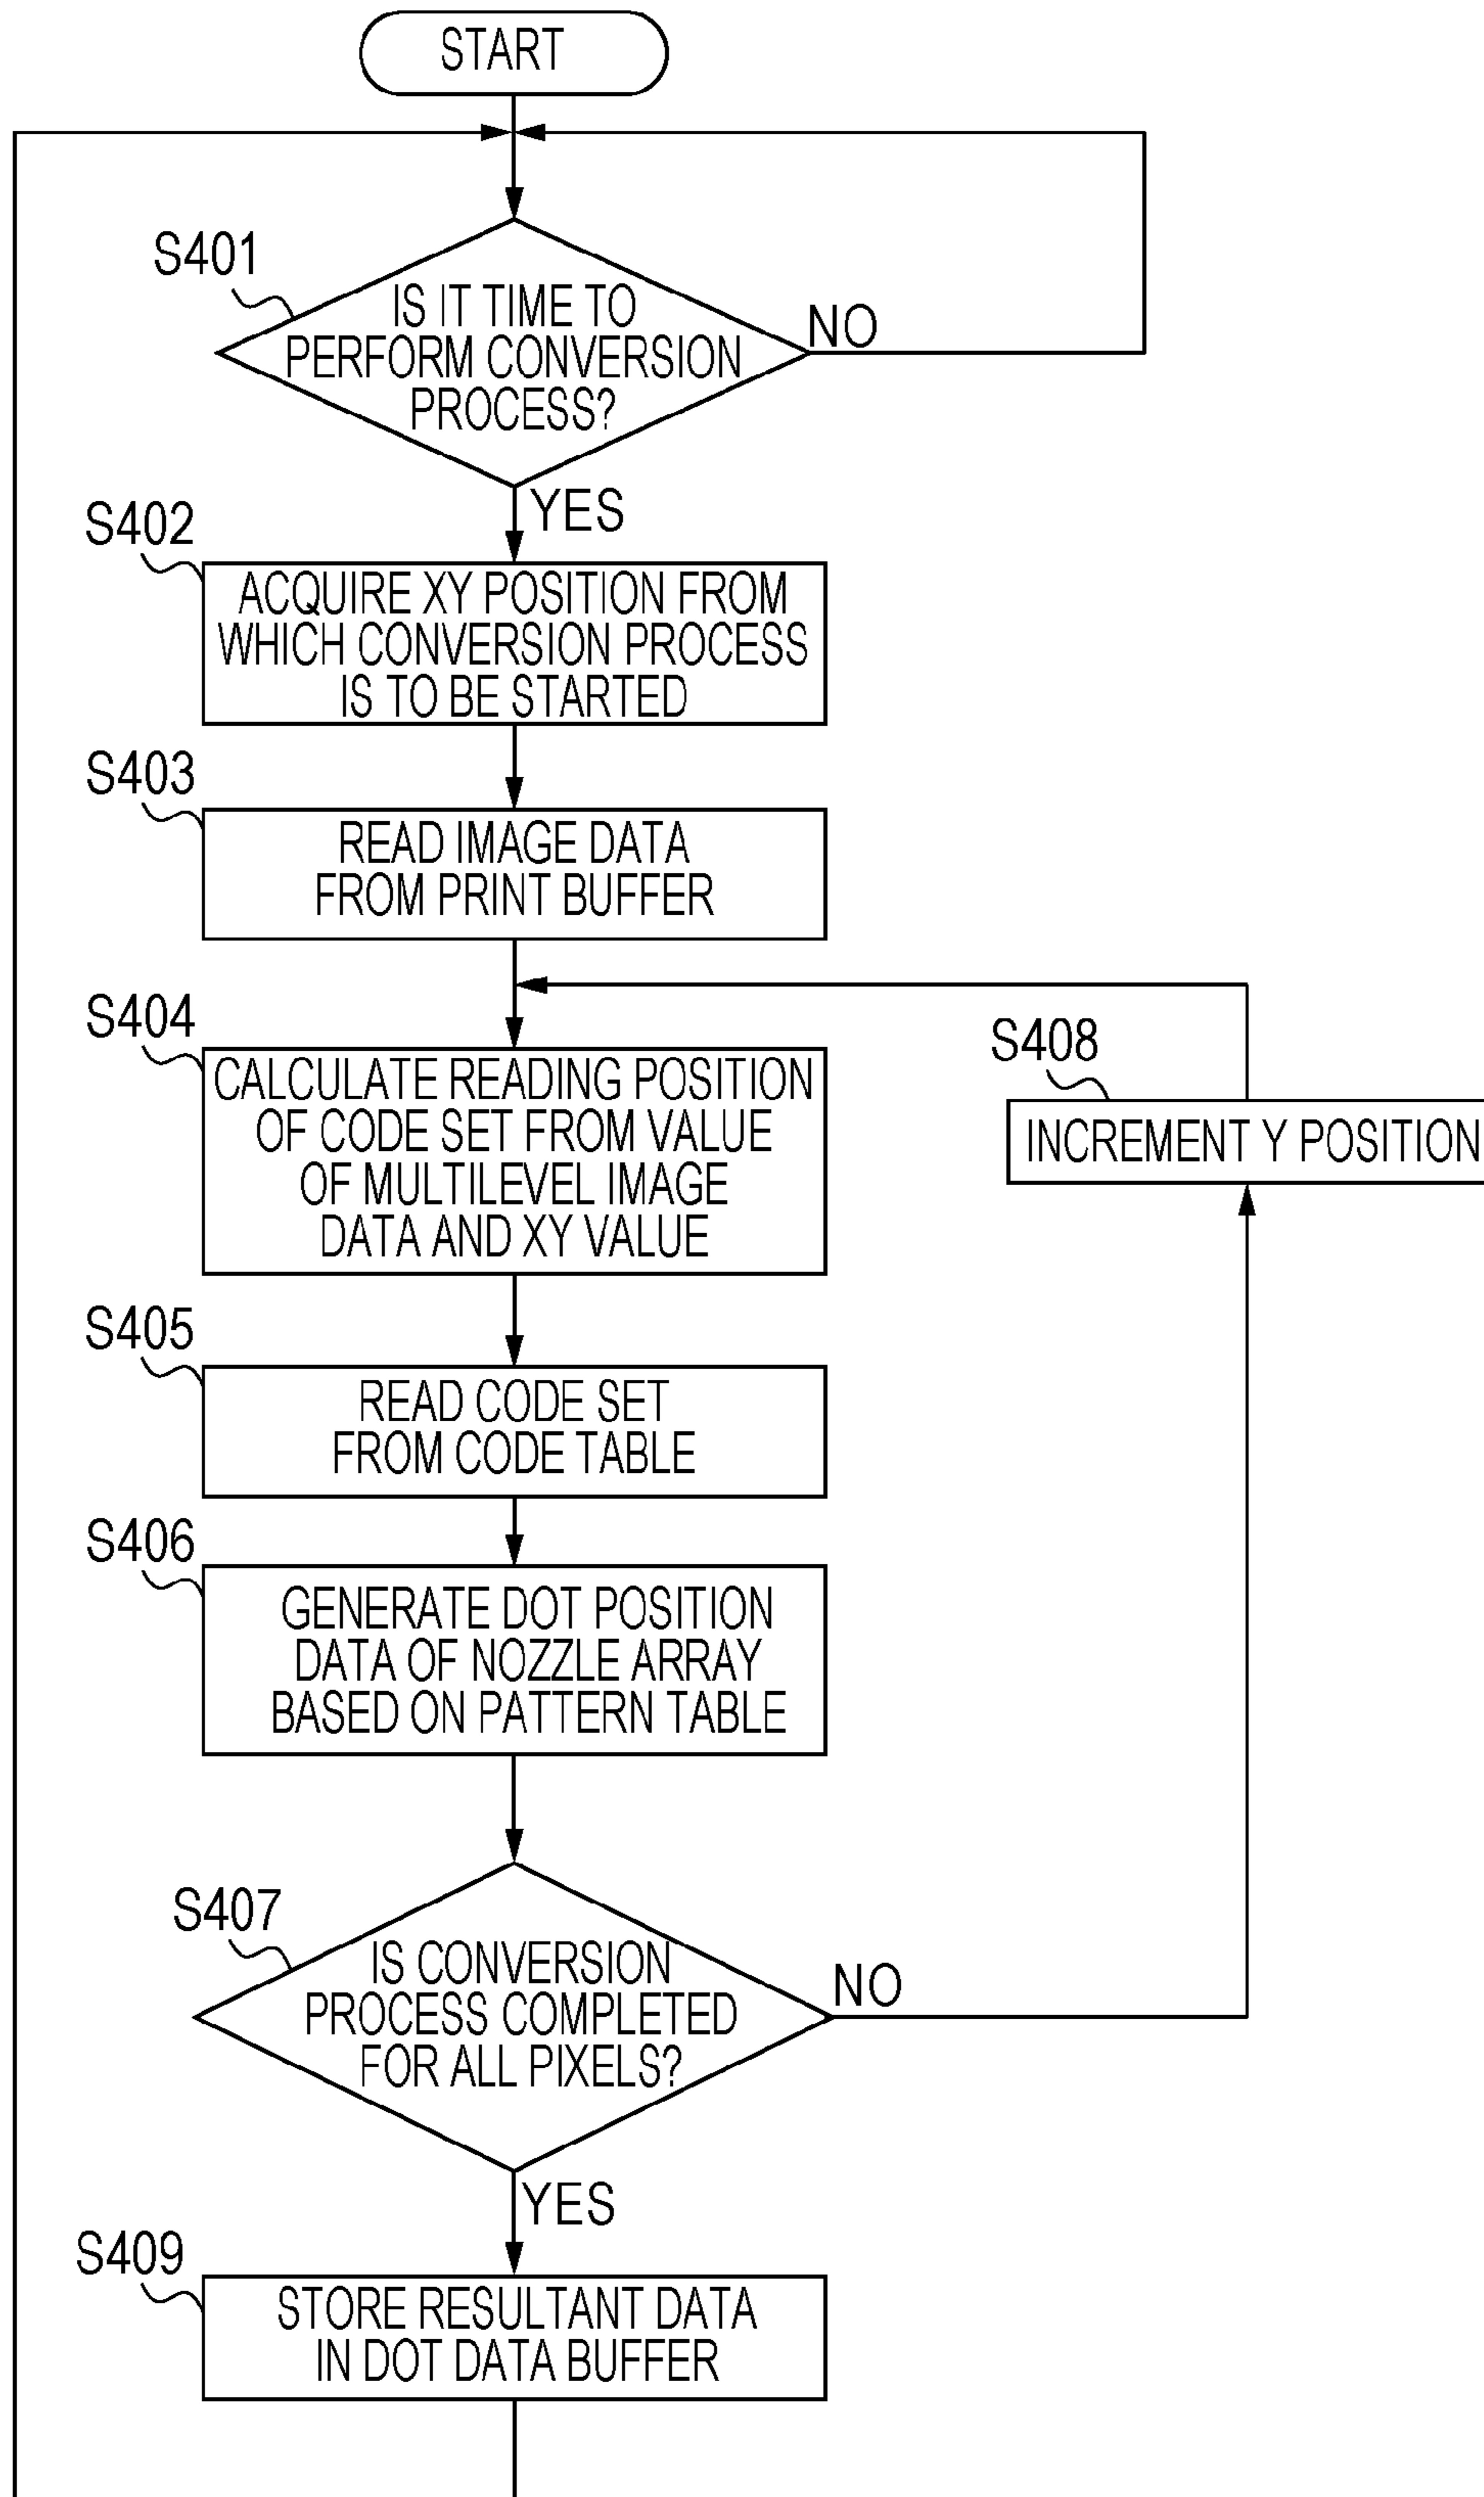 START
S401
IS IT TIME TO
PERFORM CONVERSION
PROCESS?
NO
YES
S402
ACQUIRE XY POSITION FROM
WHICH CONVERSION PROCESS
IS TO BE STARTED
S403
READ IMAGE DATA
FROM PRINT BUFFER
S404
CALCULATE READING POSITION
OF CODE SET FROM VALUE
OF MULTILEVEL IMAGE
DATA AND XY VALUE
S408
INCREMENT Y POSITION
S405
READ CODE SET
FROM CODE TABLE
S406
GENERATE DOT POSITION
DATA OF NOZZLE ARRAY
BASED ON PATTERN TABLE
S407
IS CONVERSION
PROCESS COMPLETED
FOR ALL PIXELS?
NO
YES
S409
STORE RESULTANT DATA
IN DOT DATA BUFFER